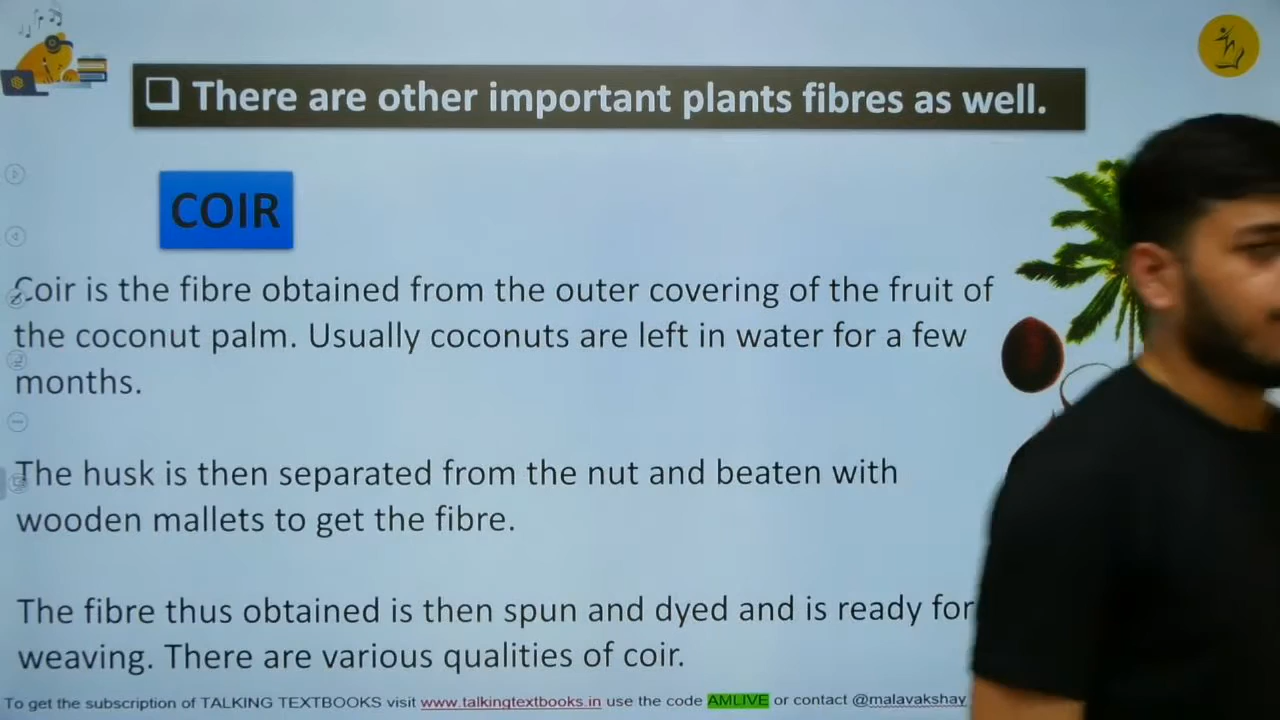 There are other important plants fibres as well.
COIR
Coir is the fibre obtained from the outer covering of the fruit of
the coconut palm. Usually coconuts are left in water for a few
months.
The husk is then separated from the nut and beaten with
wooden mallets to get the fibre.
The fibre thus obtained is then spun and dyed and is ready for
weaving. There are various qualities of coir.
To get the subscription of TALKING TEXTBOOKS visit www.talkingtextbooks.in use the code AMLIVE or contact @malavakshay